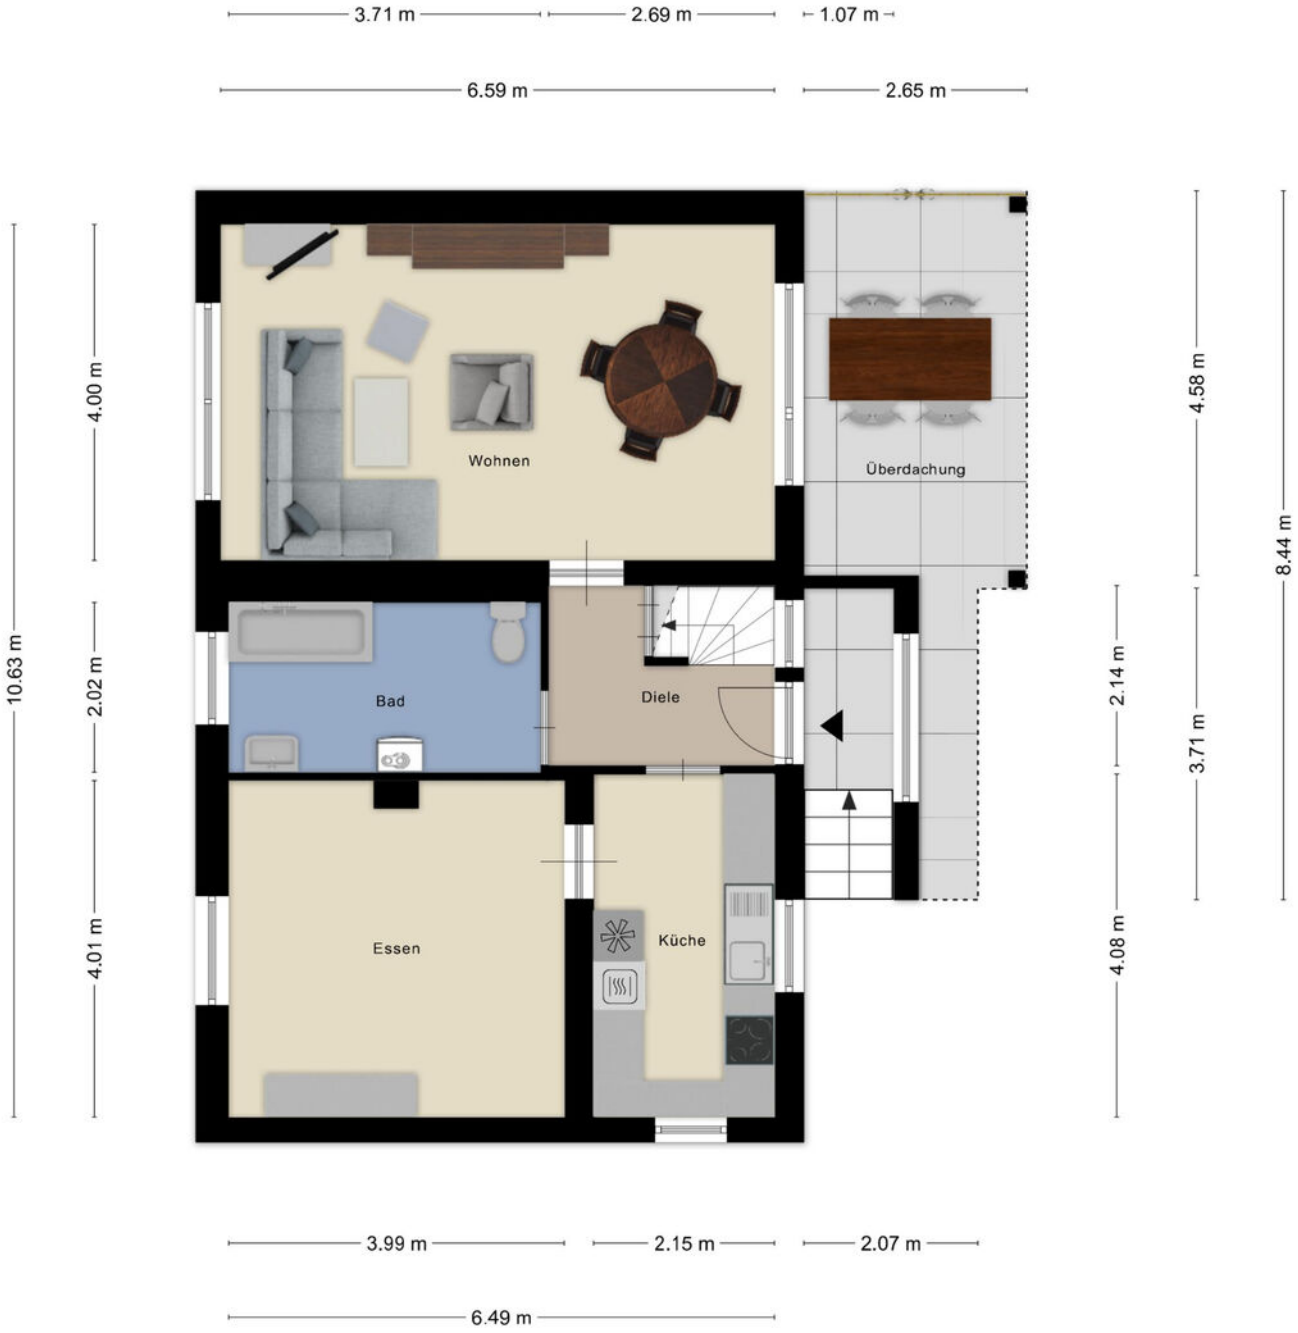 3.71 m 2.69 m 1.07 m
6.59 m 2.65 m
4.00 m
4.58 m
Wohnen
Überdachung
8.44 m
10.63 m
2.02 m
2.14 m
Bad
Diele
3.71 m
4.01 m
Essen
Küche
4.08 m
3.99 m 2.15 m 2.07 m
6.49 m